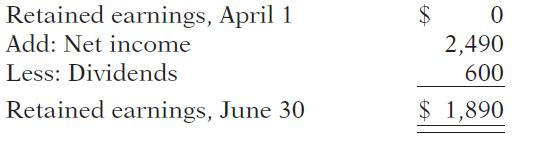 Retained earnings, April 1 $ 0
Add: Net income 2,490
Less: Dividends 600
Retained earnings, June 30 $ 1,890